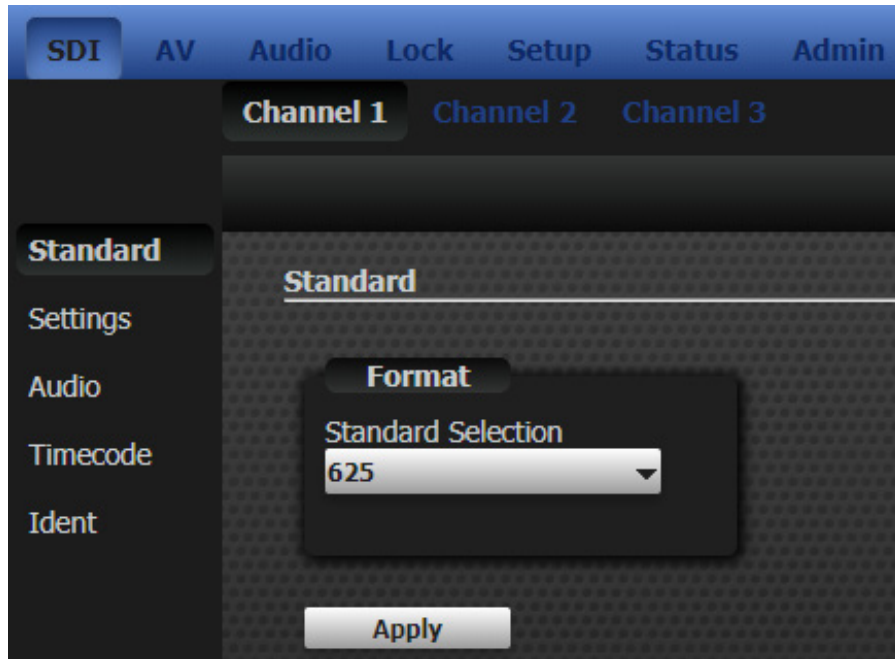 SDI AV Audio Lock Setup Status Admin
Channel 1 Channel 2 Channel 3
Standard
Settings
Audio
Timecode
Ident
Standard
Format
Standard Selection
625
Apply